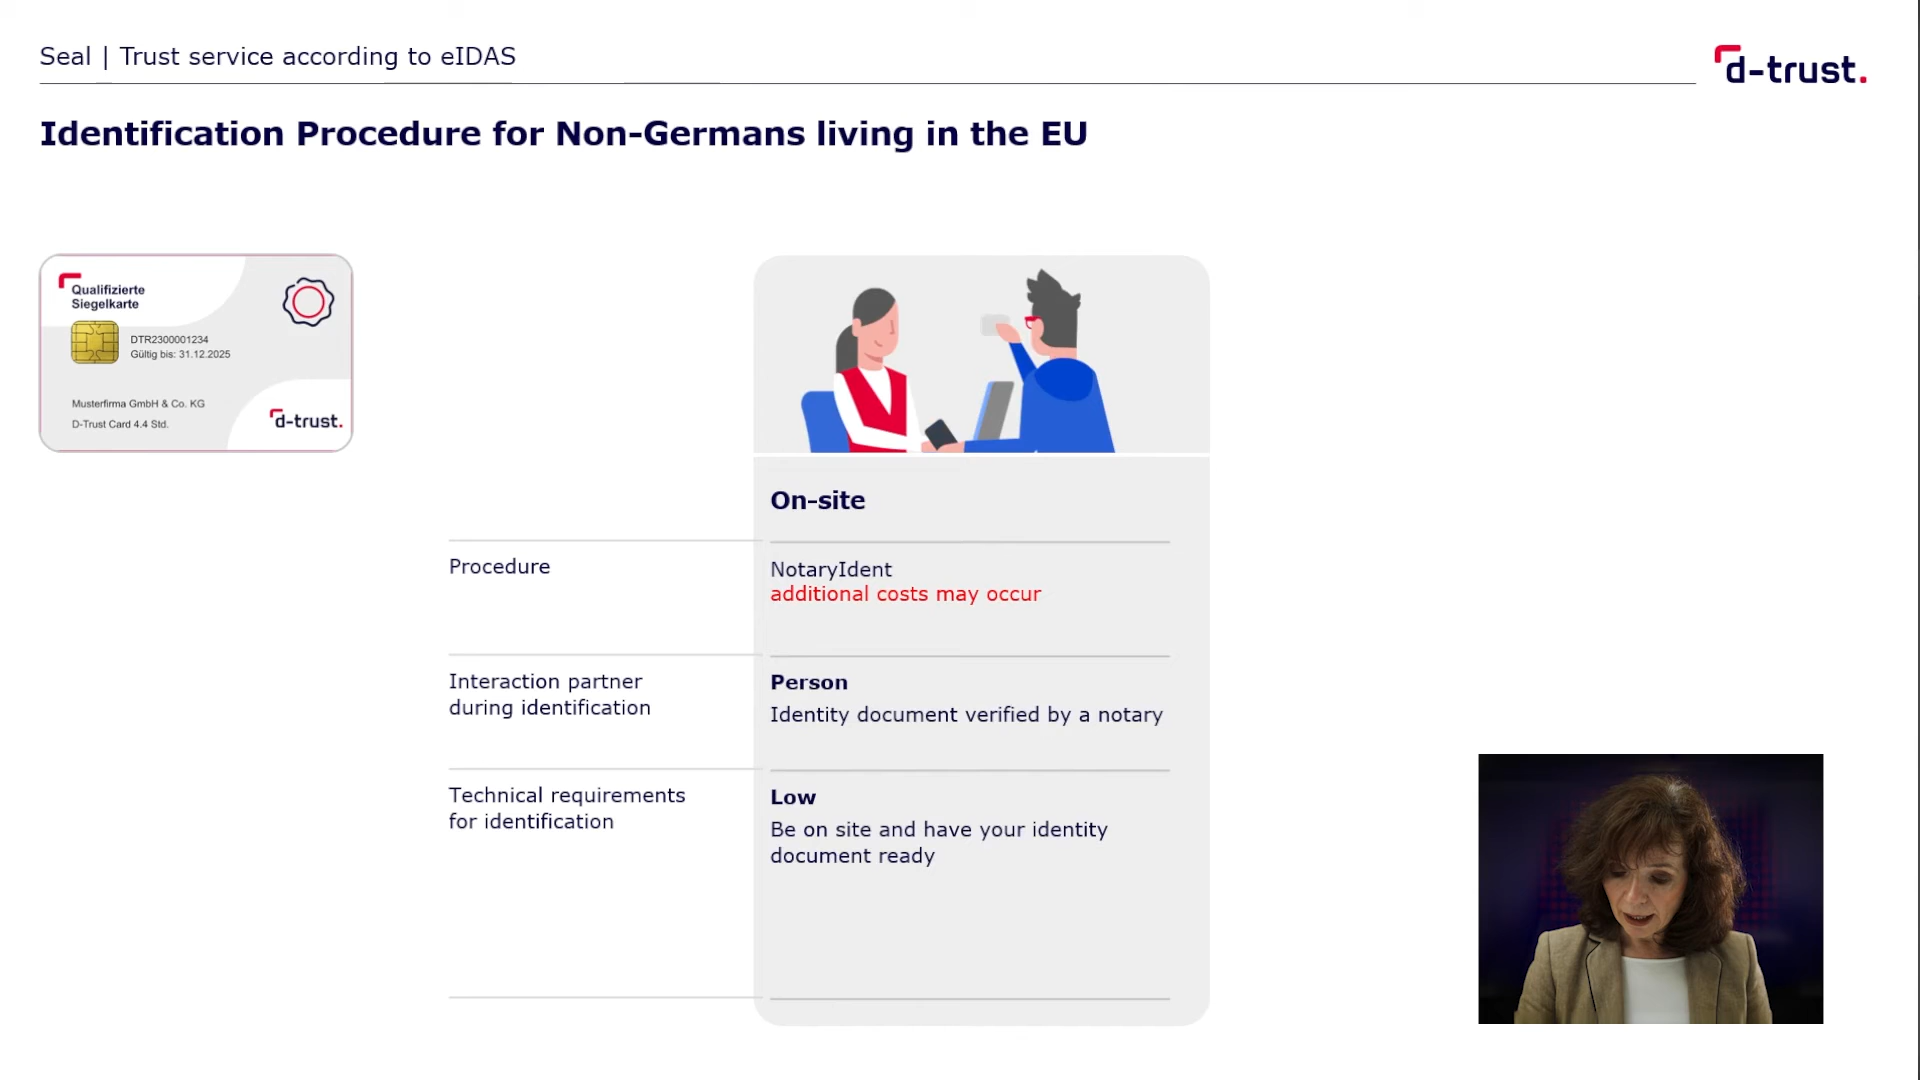 Seal | Trust service according to eIDAS
d-trust.
Identification Procedure for Non-Germans living in the EU
Qualifizierte
Siegelkarte
DTR2300001234
Gültig bis: 31.12.2025
Musterfirma GmbH & Co. KG
D-Trust Card 4.4 Std.
d-trust.
On-site
Procedure
NotaryIdent
additional costs may occur
Interaction partner
during identification
Person
Identity document verified by a notary
Technical requirements
for identification
Low
Be on site and have your identity
document ready